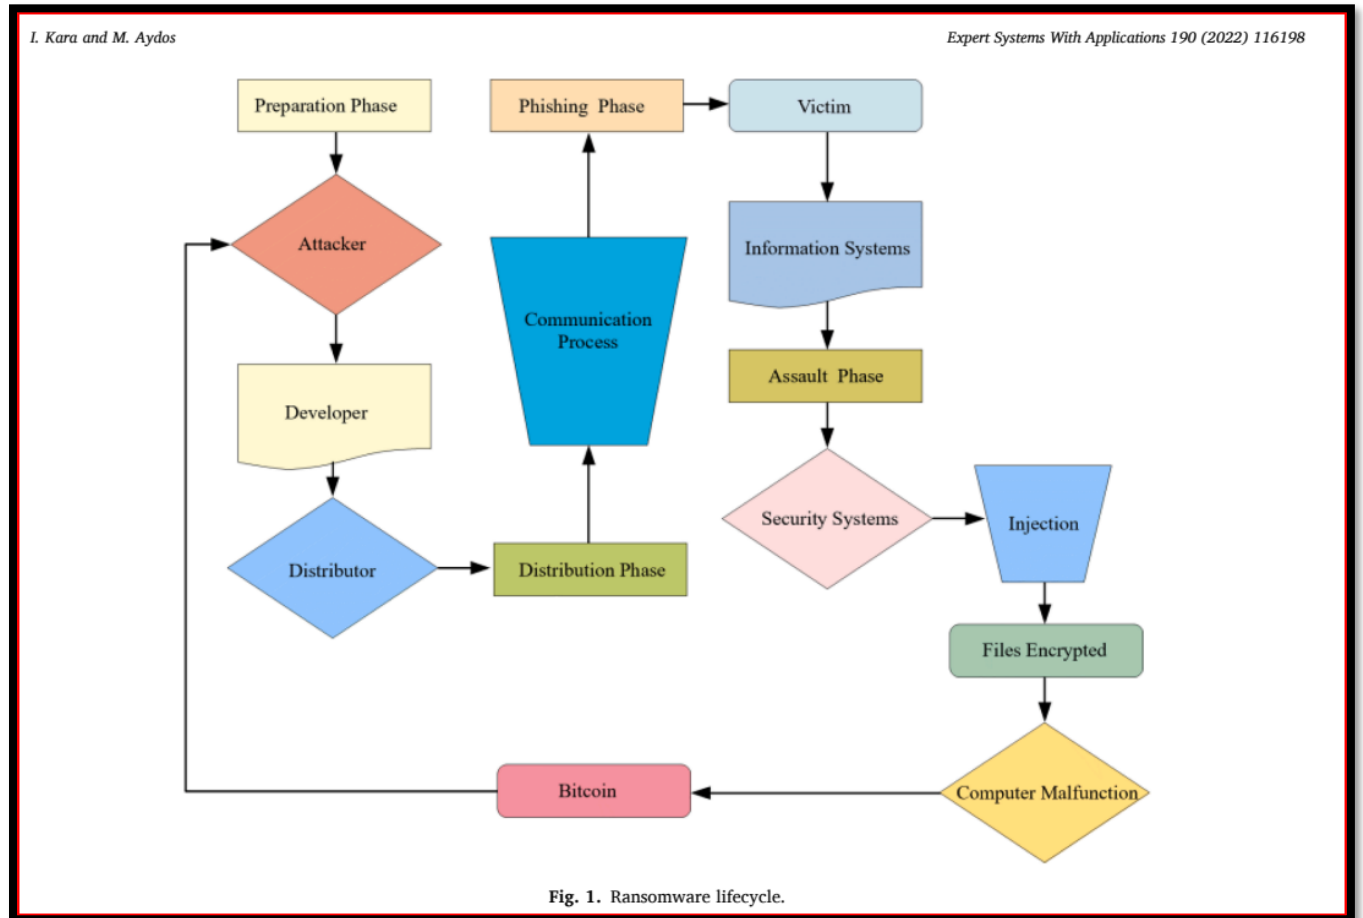 I. Kara and M. Aydos
Expert Systems With Applications 190 (2022) 116198
Preparation Phase
Attacker
Developer
Distributor
Distribution Phase
Communication
Process
Phishing Phase
Victim
Information Systems
Assault Phase
Security Systems
Injection
Files Encrypted
Computer Malfunction
Bitcoin
Fig. 1. Ransomware lifecycle.